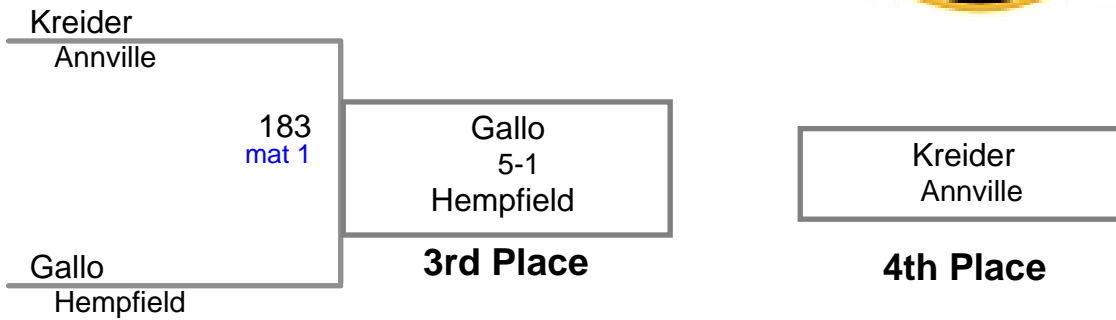 Kreider
Annville
183
mat 1
Gallo
5-1
Hempfield
3rd Place
Gallo
Hempfield
Kreider
Annville
4th Place